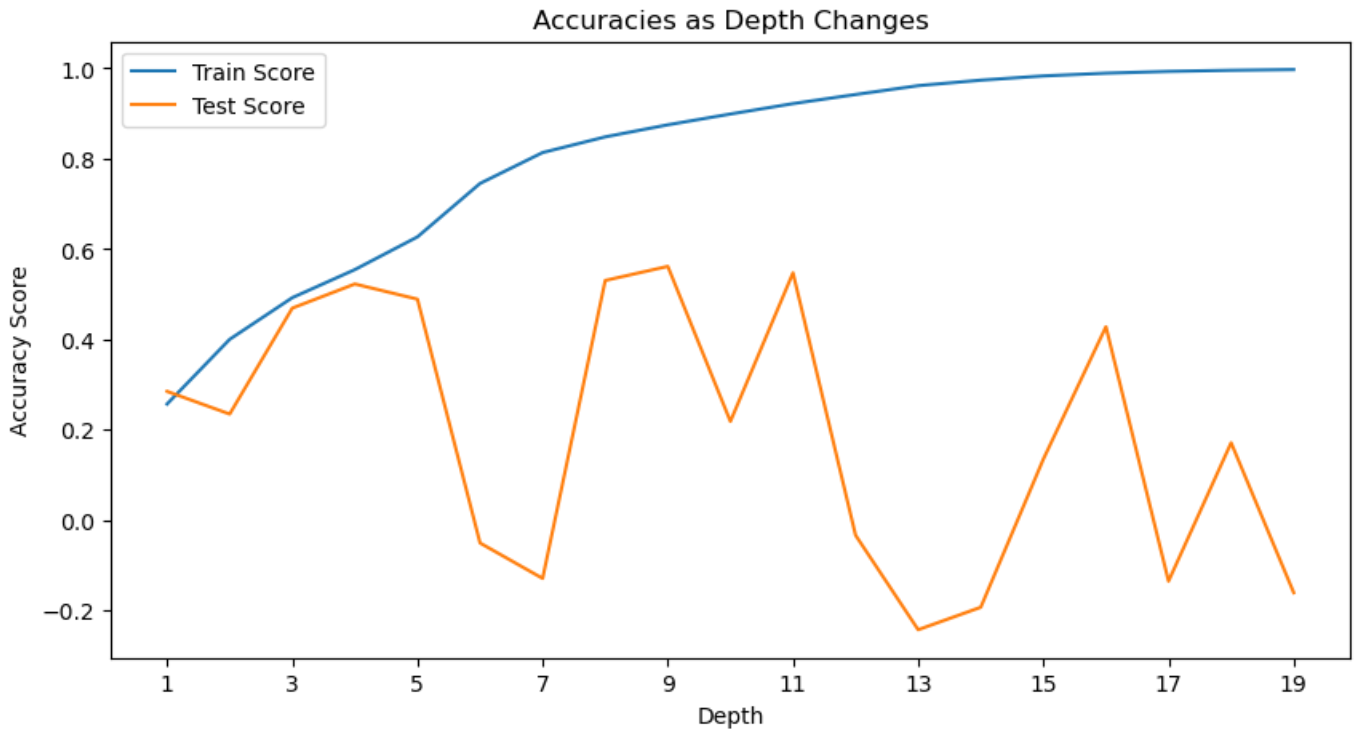 Accuracies as Depth Changes
Train Score
Test Score
Accuracy Score
1.0
0.8
0.6
0.4
0.2
0.0
−0.2
1 3 5 7 9 11 13 15 17 19
Depth